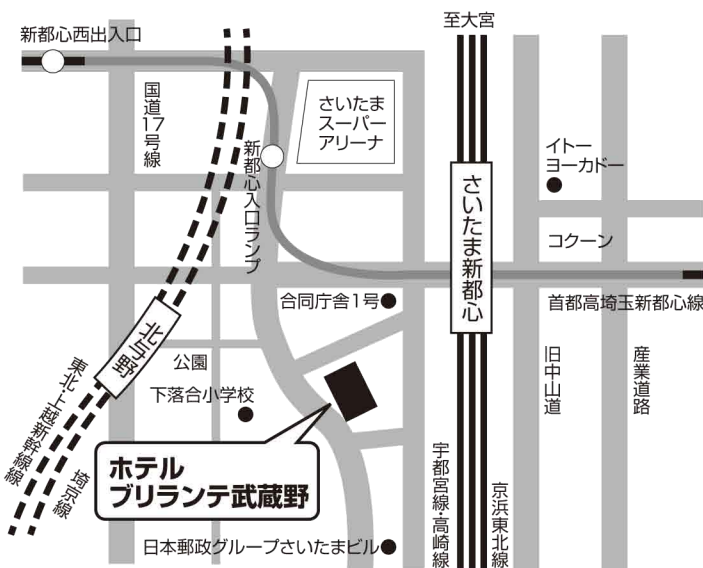 至大宮
新都心西出入口
国道17号線
さいたま
スーパー
アリーナ
イトー
ヨーカドー
新都心入口ランプ
さいたま新都心
コクーン
合同庁舎1号
首都高埼玉新都心線
北与野
公園
下落合小学校
旧中山道
産業道路
東北・上越新幹線線
埼京線
ホテル
ブリランテ武蔵野
宇都宮線・高崎線
京浜東北線
日本郵政グループさいたまビル